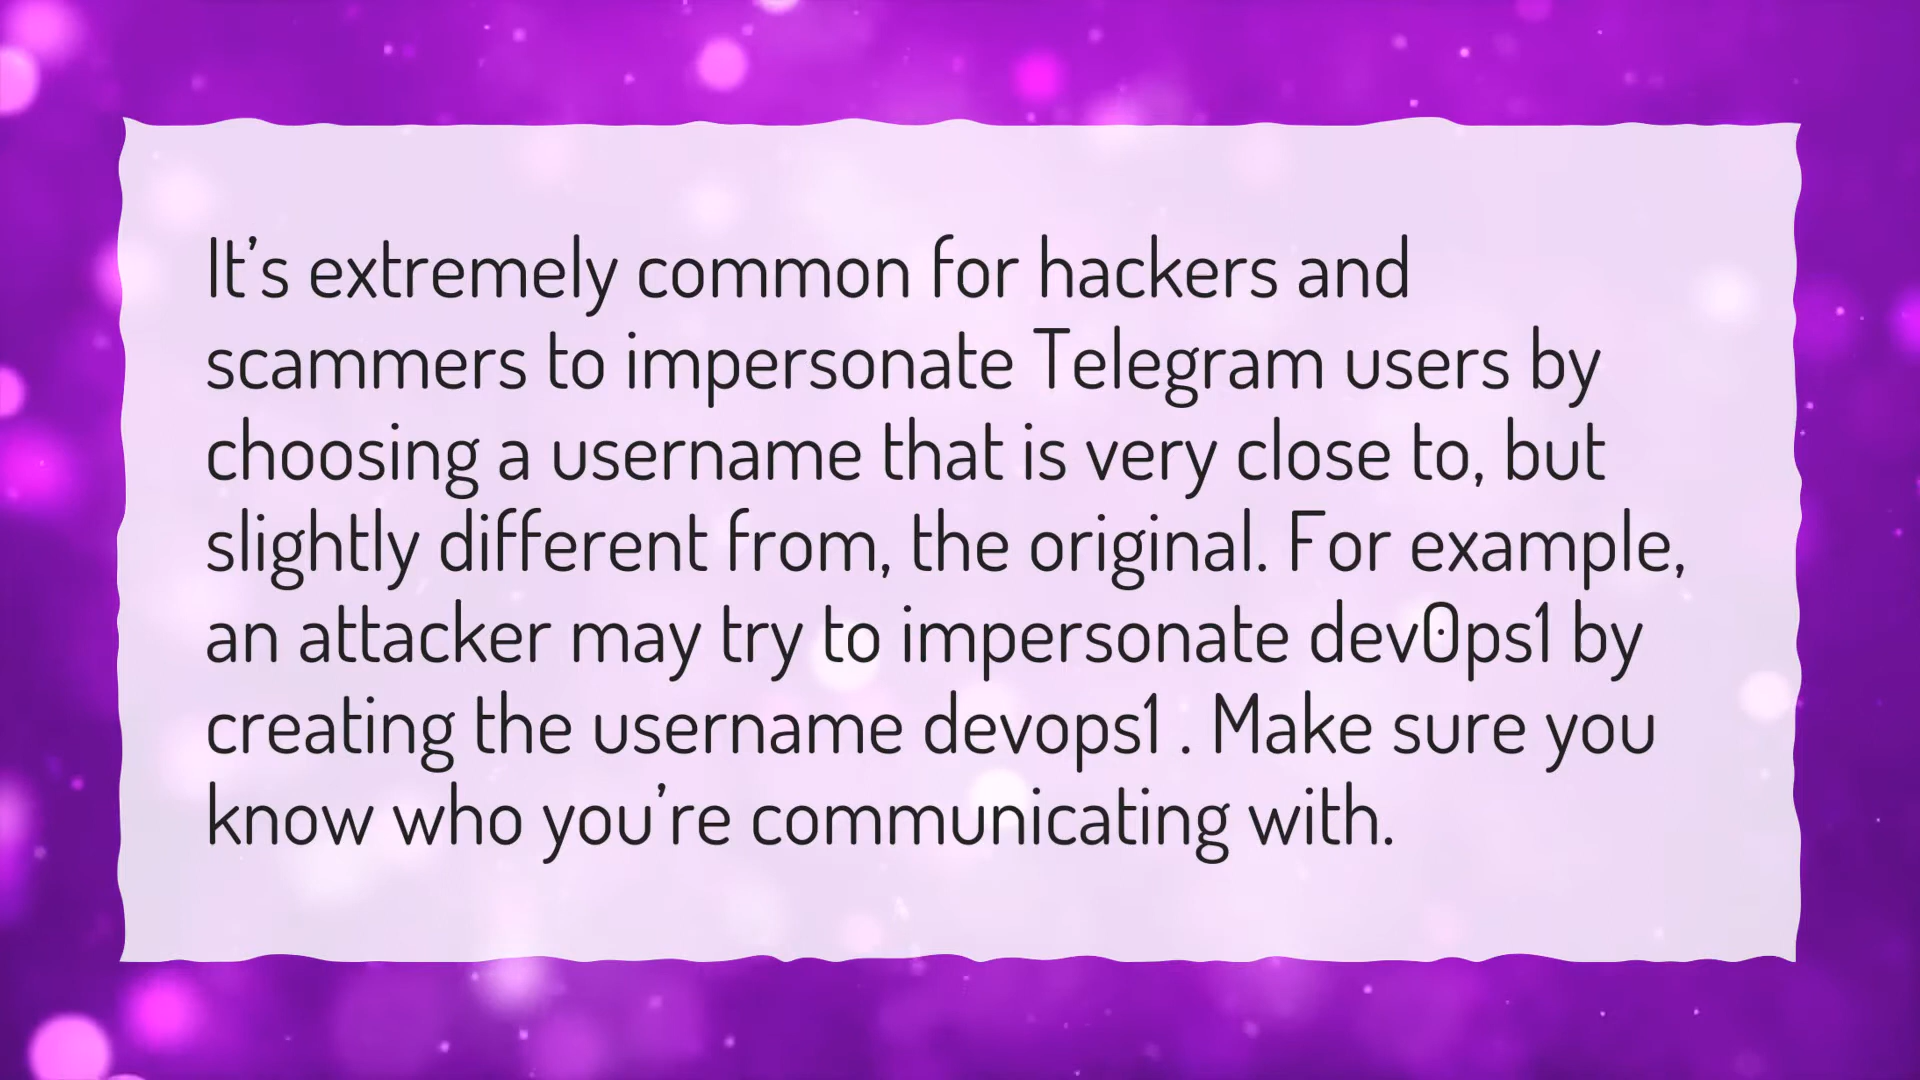 It’s extremely common for hackers and
scammers to impersonate Telegram users by
choosing a username that is very close to, but
slightly different from, the original. For example,
an attacker may try to impersonate dev0ps1 by
creating the username devops1 . Make sure you
know who you’re communicating with.